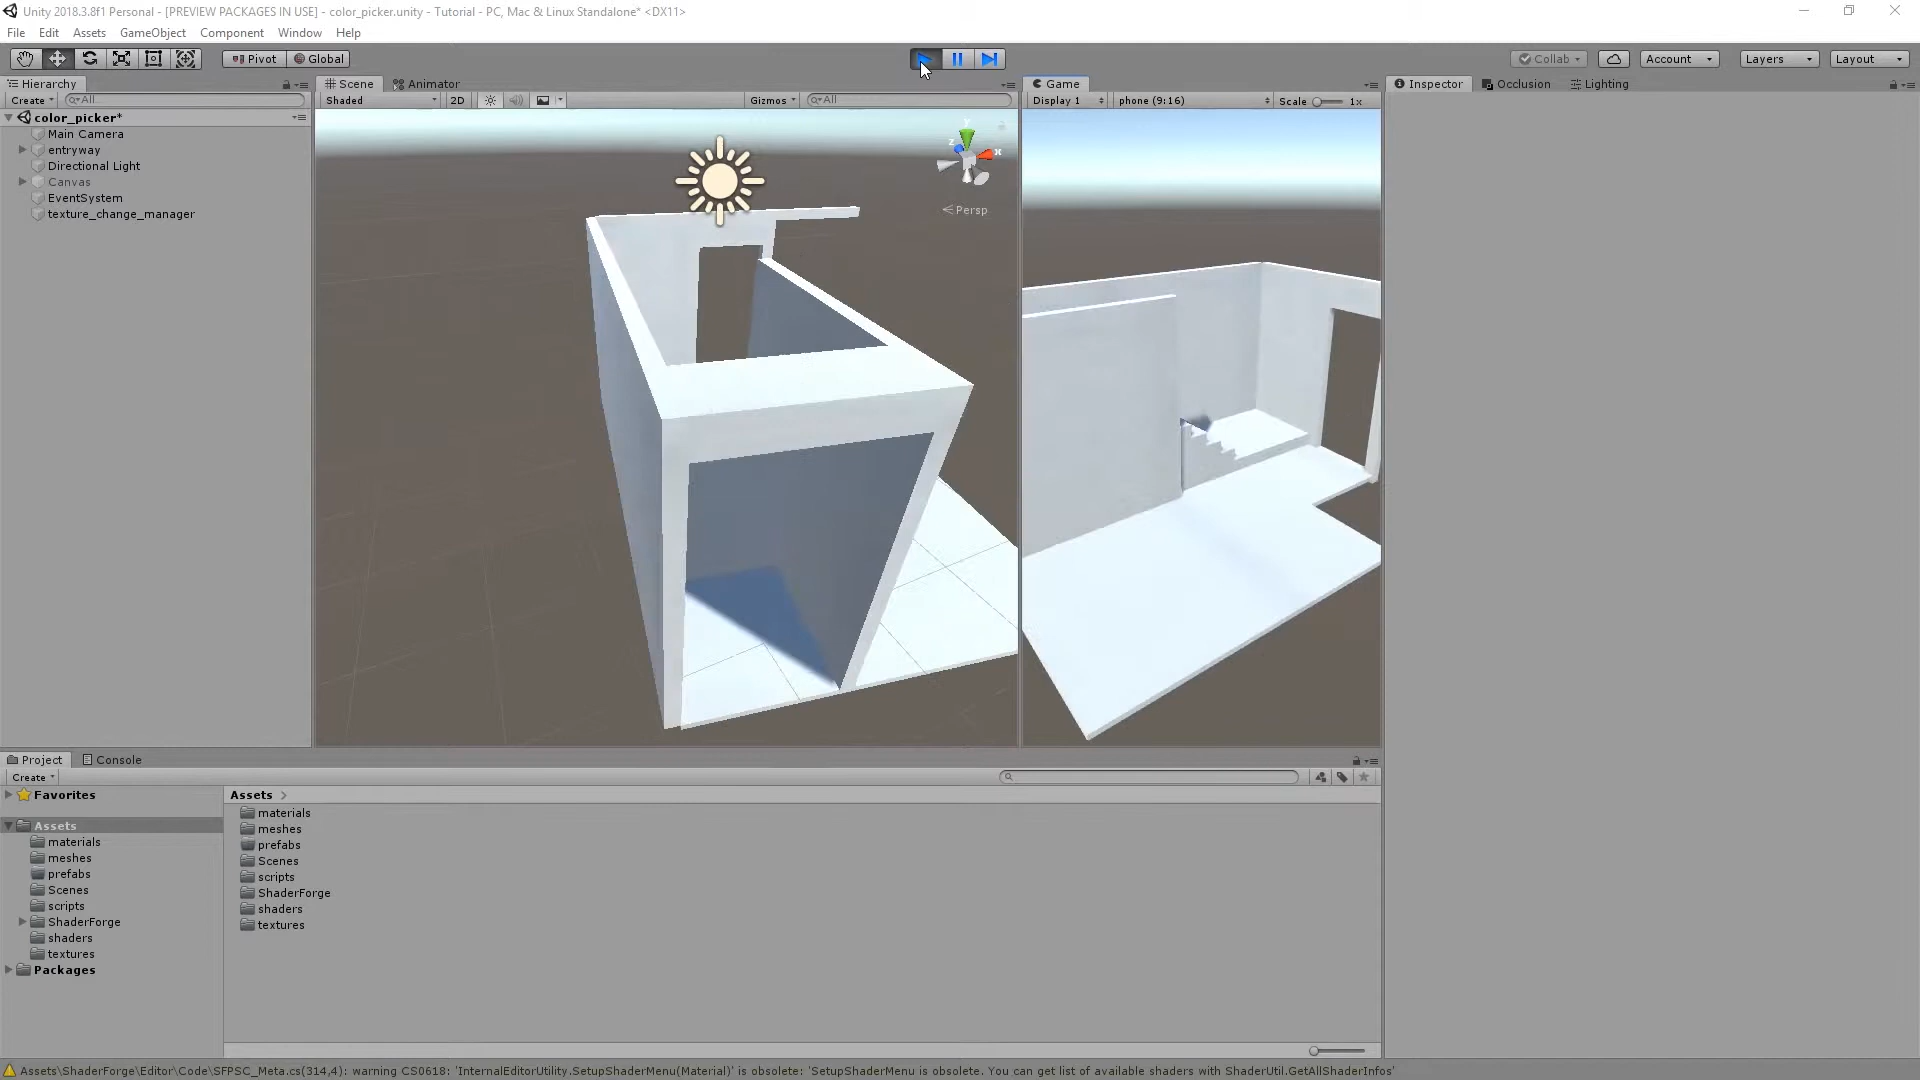 Unity 2018.3.8f1 Personal - [PREVIEW PACKAGES IN USE] - color_picker.unity - Tutorial - PC, Mac & Linux Standalone* <DX11>
File Edit Assets GameObject Component Window Help
Pivot Global Collab Account Layers Layout
Hierarchy
Create All
color_picker*
Main Camera
entryway
Directional Light
Canvas
EventSystem
texture_change_manager
Scene Animator
Shaded 2D Gizmos All
y
z x
Persp
Game
Display 1 phone (9:16) Scale 1x
Inspector Occlusion Lighting
Project Console
Create
Favorites
Assets
materials
meshes
prefabs
Scenes
scripts
ShaderForge
shaders
textures
Packages
Assets
materials
meshes
prefabs
Scenes
scripts
ShaderForge
shaders
textures
Assets\ShaderForge\Editor\Code\SFPSC_Meta.cs(314,4): warning CS0618: 'InternalEditorUtility.SetupShaderMenu(Material)' is obsolete: 'SetupShaderMenu is obsolete. You can get list of available shaders with ShaderUtil.GetAllShaderInfos'